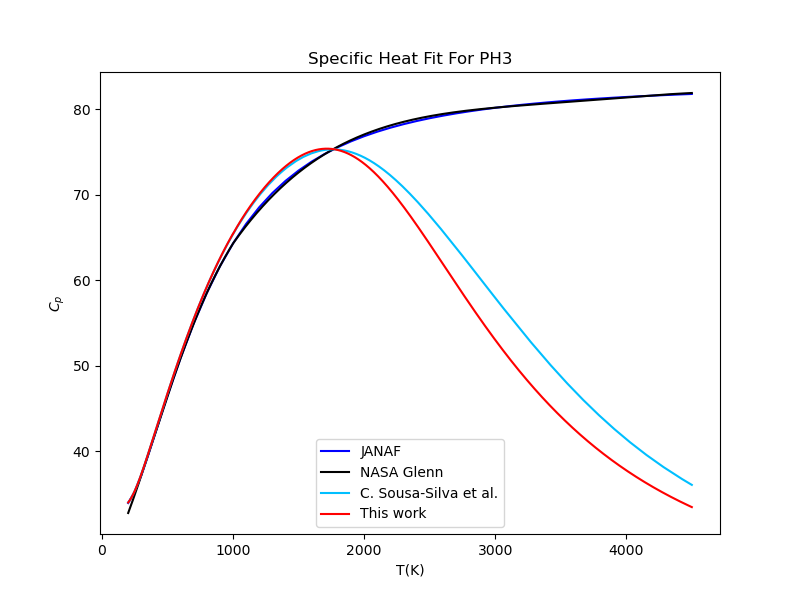 Specific Heat Fit For PH3
80
70
60
50
40
C_p
JANAF
NASA Glenn
C. Sousa-Silva et al.
This work
0 1000 2000 3000 4000
T(K)